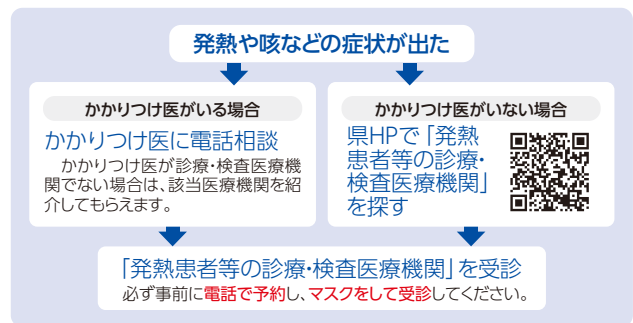 発熱や咳などの症状が出た
かかりつけ医がいる場合
かかりつけ医に電話相談
かかりつけ医が診療・検査医療機
関でない場合は、該当医療機関を紹
介してもらえます。
かかりつけ医がいない場合
県HPで「発熱
患者等の診療・
検査医療機関」
を探す
「発熱患者等の診療・検査医療機関」を受診
必ず事前に電話で予約し、マスクをして受診してください。